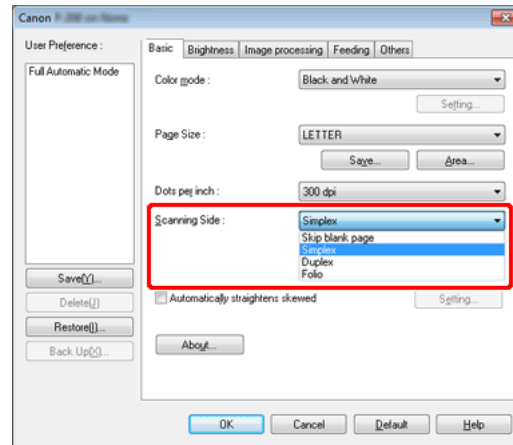 Canon
User Preference :
Full Automatic Mode
Save(Y)...
Delete(J)
Restore(I)...
Back Up(X)...
Basic Brightness Image processing Feeding Others
Color mode : Black and White
Setting...
Page Size : LETTER
Save... Area...
Dots per inch : 300 dpi
Scanning Side : Simplex
Skip blank page
Simplex
Duplex
Folio
Automatically straightens skewed Setting...
About...
OK Cancel Default Help